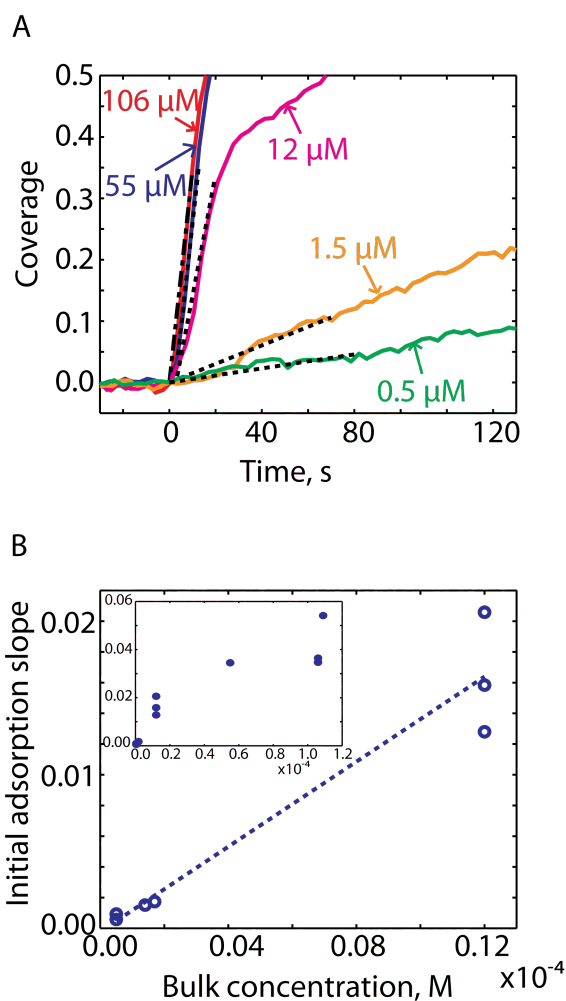 A
0.5
106 μM
0.4
12 μM
55 μM
0.3
Coverage
0.2
1.5 μM
0.1
0.0
0.5 μM
0 40 80 120
Time, s
B
0.06
0.02
0.04
0.02
0.00
0.0 0.2 0.4 0.6 0.8 1.0 1.2
x10⁻⁴
0.01
Initial adsorption slope
0.00
0.00 0.04 0.08 0.12
x10⁻⁴
Bulk concentration, M